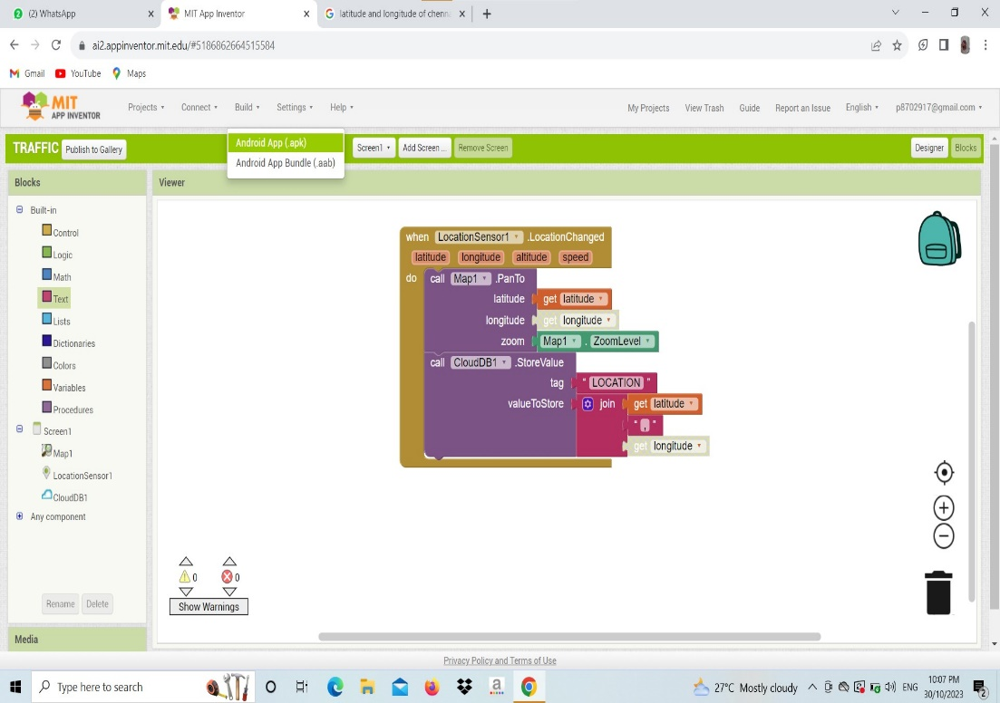 2 (2) WhatsApp × MIT App Inventor × G latitude and longitude of chenn × +
ai2.appinventor.mit.edu/#5186862664515584
Gmail YouTube Maps
MIT
APP INVENTOR
Projects Connect Build Settings Help My Projects View Trash Guide Report an Issue English p8702917@gmail.com
TRAFFIC Publish to Gallery Screen1 Add Screen ... Remove Screen Designer Blocks
Android App (.apk)
Android App Bundle (.aab)
Blocks
Built-in
Control
Logic
Math
Text
Lists
Dictionaries
Colors
Variables
Procedures
Screen1
Map1
LocationSensor1
CloudDB1
Any component
Rename Delete
Media
Viewer
when LocationSensor1 .LocationChanged
latitude longitude altitude speed
do call Map1 .PanTo
latitude get latitude
longitude get longitude
zoom Map1 . ZoomLevel
call CloudDB1 .StoreValue
tag " LOCATION "
valueToStore join get latitude
" , "
get longitude
0 0
Show Warnings
Privacy Policy and Terms of Use
Type here to search
a
27°C Mostly cloudy ENG
10:07 PM
30/10/2023
2